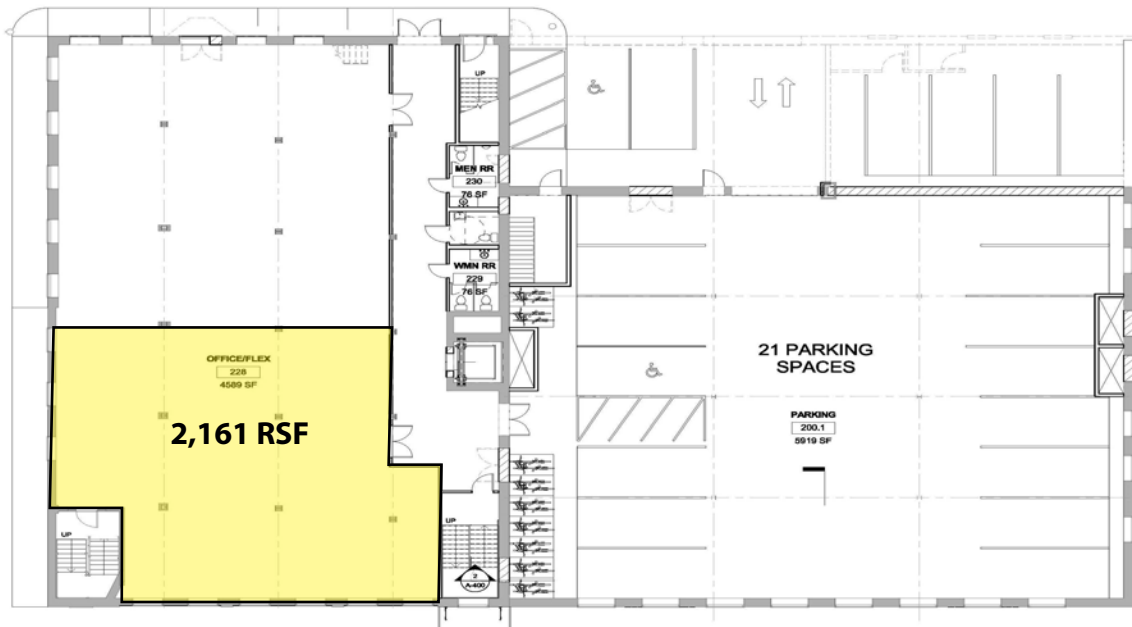 UP
MEN RR
230
76 SF
WMN RR
229
76 SF
OFFICE/FLEX
228
4589 SF
2,161 RSF
21 PARKING
SPACES
PARKING
200.1
5919 SF
UP
UP
2
A-400